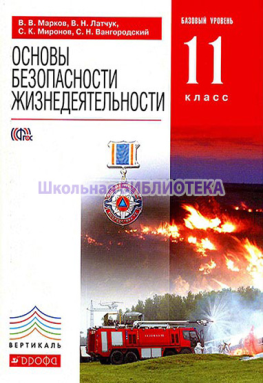 В. В. Марков, В. Н. Латчук,
С. К. Миронов, С. Н. Вангородский
БАЗОВЫЙ УРОВЕНЬ
11
класс
ОСНОВЫ
БЕЗОПАСНОСТИ
ЖИЗНЕДЕЯТЕЛЬНОСТИ
ФГОС
Школьная БИБЛИОТЕКА
ВЕРТИКАЛЬ
ДРОФА